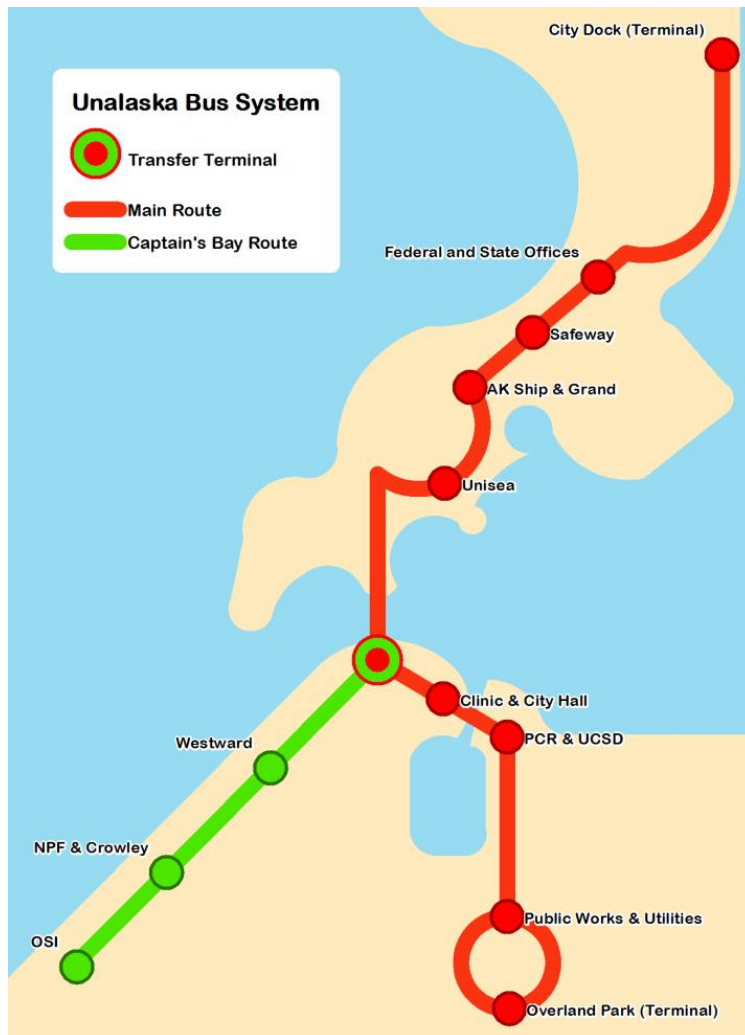 City Dock (Terminal)
Unalaska Bus System
Transfer Terminal
Main Route
Captain's Bay Route
Federal and State Offices
Safeway
AK Ship & Grand
Unisea
Clinic & City Hall
PCR & UCSD
Westward
NPF & Crowley
Public Works & Utilities
OSI
Overland Park (Terminal)